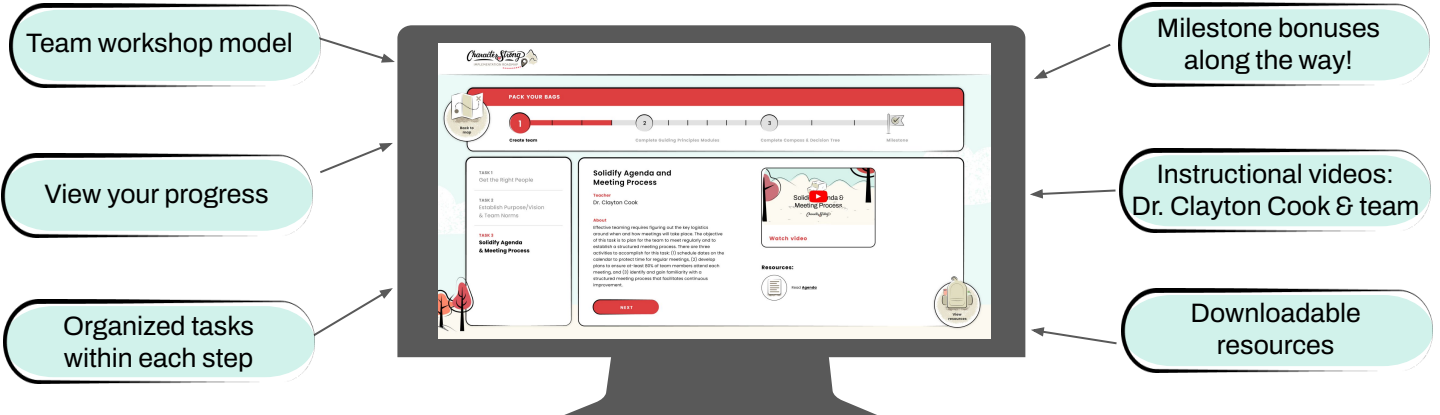 Team workshop model
View your progress
Organized tasks
within each step
CharacterStrong
PACK YOUR BAGS
Back to
map
1
2
3
Create team
Complete Guiding Principles Modules
Complete Compass & Decision Tree
Milestone
TASK 1
Get the Right People
TASK 2
Establish Purpose/Vision
& Team Norms
TASK 3
Solidify Agenda
& Meeting Process
Solidify Agenda and
Meeting Process
Teacher
Dr. Clayton Cook
About
Effective teaming requires figuring out the key logistics
around when and how meetings will take place. The objective
of this task is to plan for the team to meet regularly and to
establish a structured meeting process. There are three
activities to accomplish for this task: (1) schedule dates on the
calendar to protect time for regular meetings, (2) develop
plans to ensure at-least 80% of team members attend each
meeting, and (3) identify and gain familiarity with a
structured meeting process that facilitates continuous
improvement.
NEXT
Meeting Process
CharacterStrong
Watch video
Resources:
Read Agenda
View
resources
Milestone bonuses
along the way!
Instructional videos:
Dr. Clayton Cook & team
Downloadable
resources